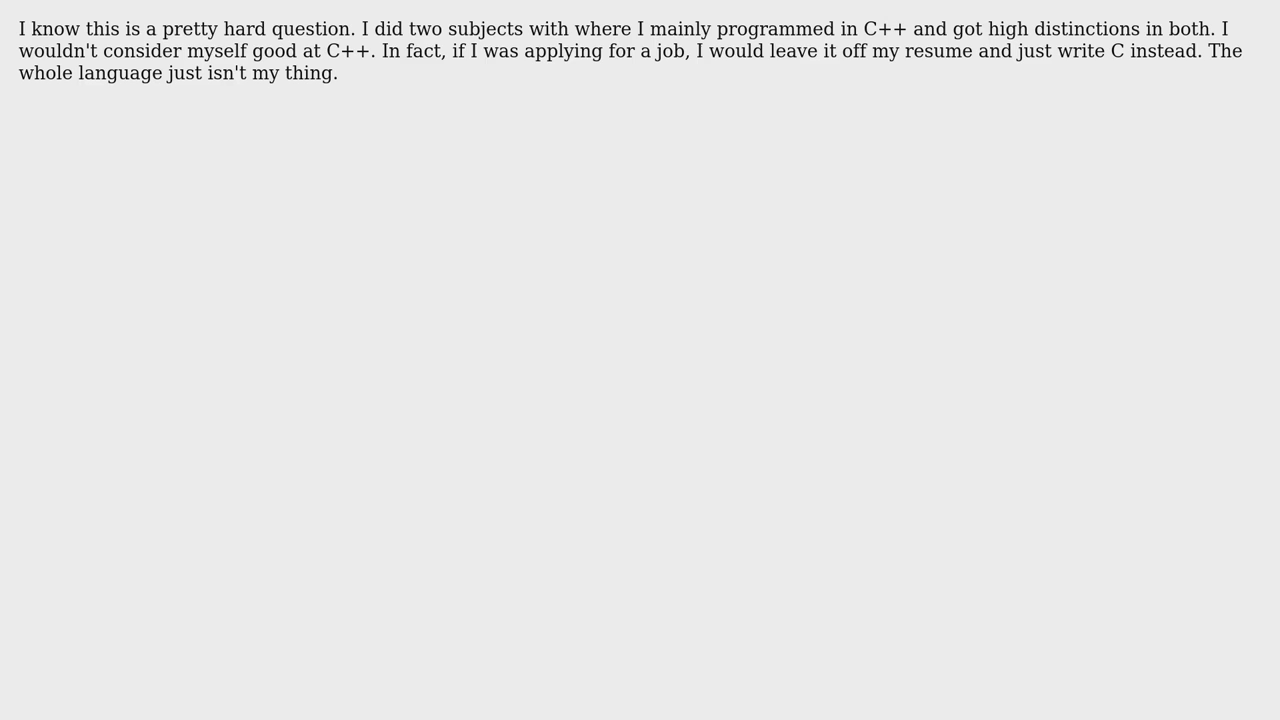 I know this is a pretty hard question. I did two subjects with where I mainly programmed in C++ and got high distinctions in both. I
wouldn't consider myself good at C++. In fact, if I was applying for a job, I would leave it off my resume and just write C instead. The
whole language just isn't my thing.